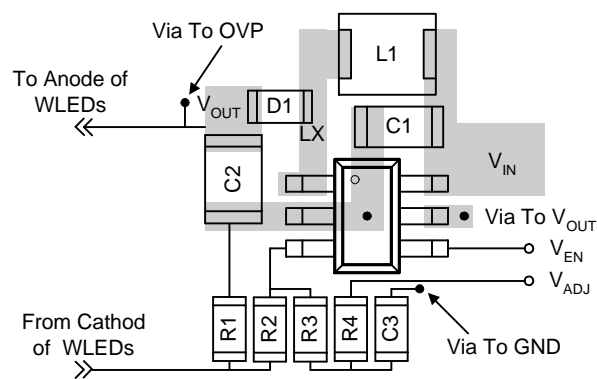 Via To OVP
To Anode of
WLEDs
VOUT
D1
L1
LX
C1
C2
VIN
Via To VOUT
VEN
VADJ
From Cathod
of WLEDs
R1
R2
R3
R4
C3
Via To GND